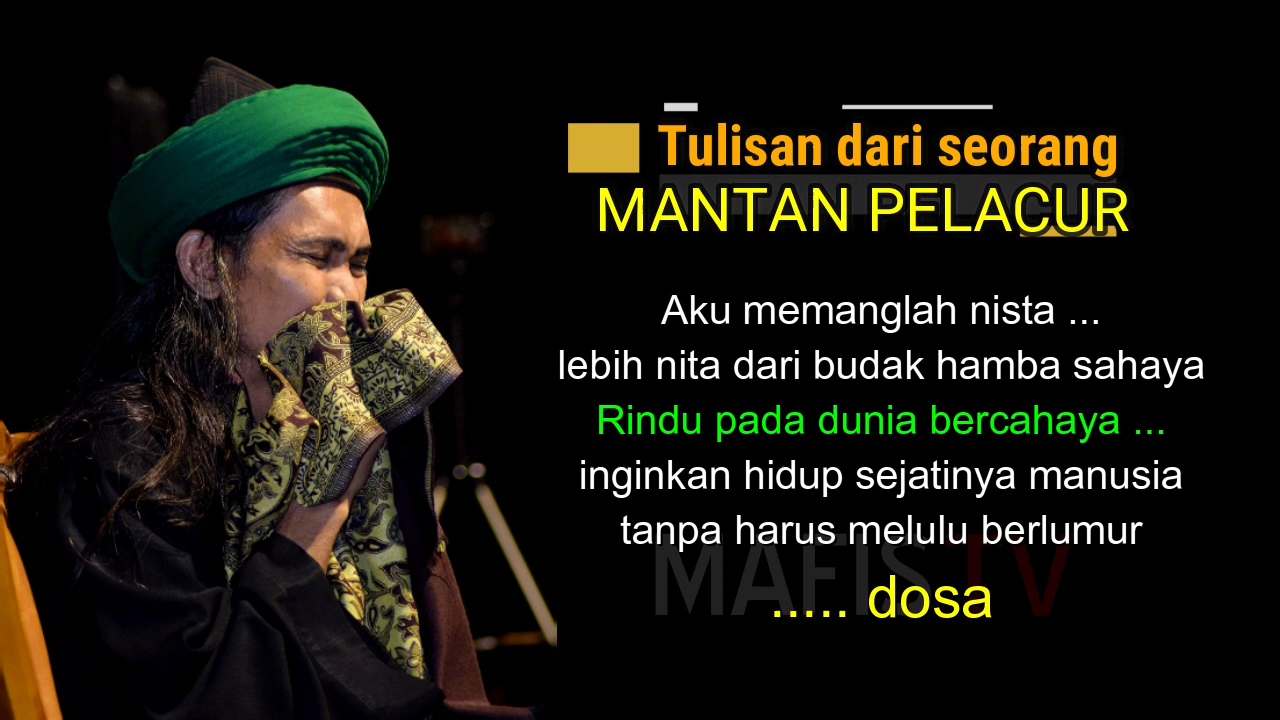 Tulisan dari seorang
MANTAN PELACUR
Aku memanglah nista ...
lebih nita dari budak hamba sahaya
Rindu pada dunia bercahaya ...
inginkan hidup sejatinya manusia
tanpa harus melulu berlumur
MAFIS TV
..... dosa